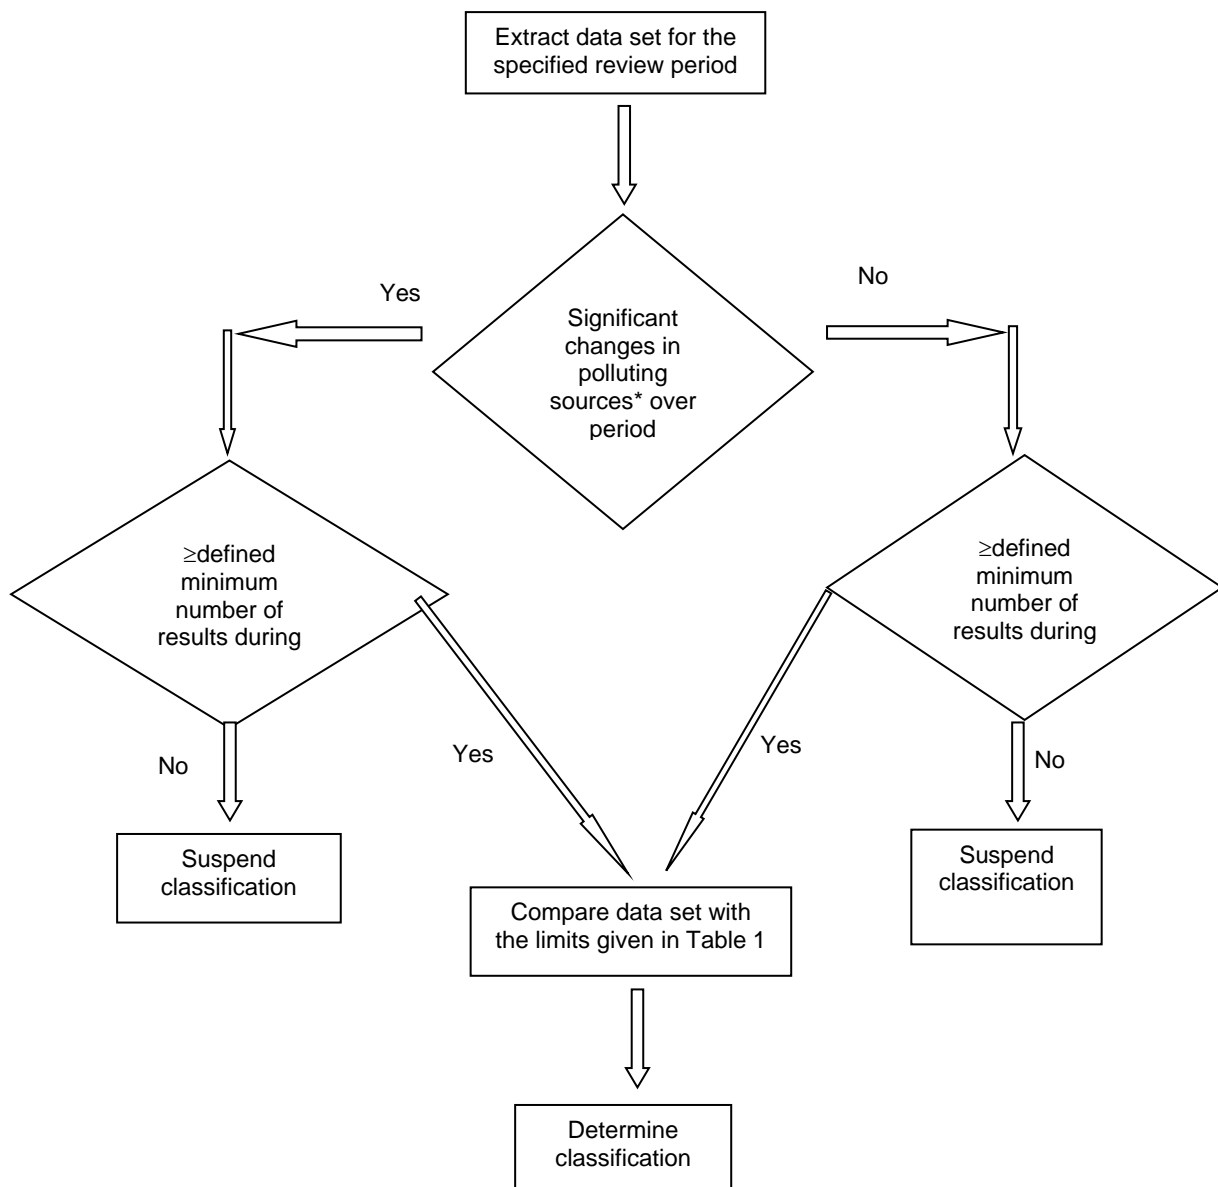 Extract data set for the
specified review period
Yes
No
Significant
changes in
polluting
sources* over
period
≥defined
minimum
number of
results during
≥defined
minimum
number of
results during
No
Yes
Yes
No
Suspend
classification
Suspend
classification
Compare data set with
the limits given in Table 1
Determine
classification